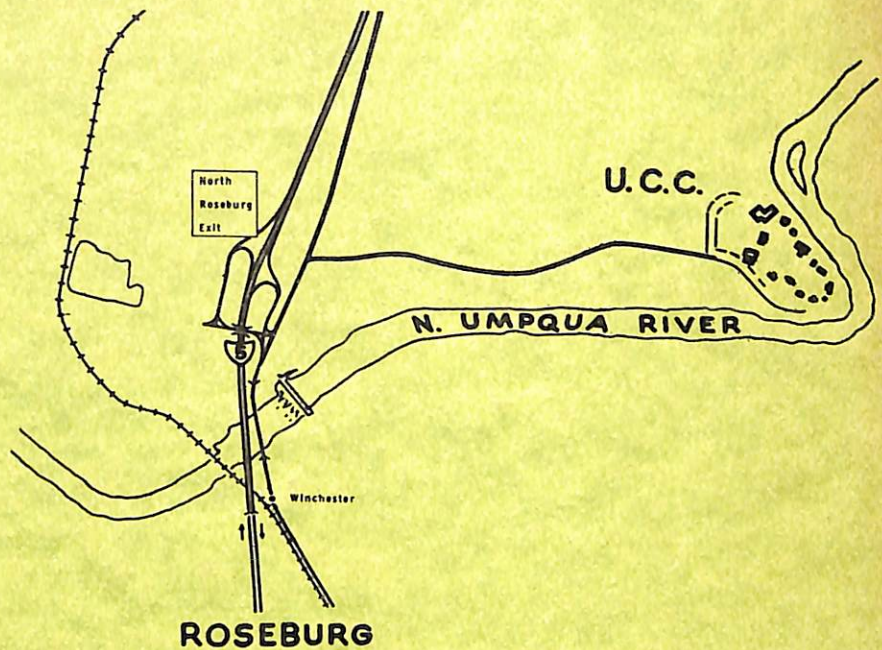 North
Roseburg
Exit
U.C.C.
5
N. UMPQUA RIVER
Winchester
ROSEBURG